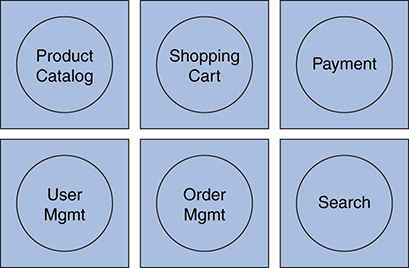 Product
Catalog
Shopping
Cart
Payment
User
Mgmt
Order
Mgmt
Search